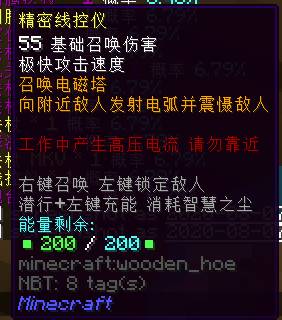 精密线控仪
55 基础召唤伤害
极快攻击速度
召唤电磁塔
向附近敌人发射电弧并震慑敌人
工作中产生高压电流 请勿靠近
右键召唤 左键锁定敌人
潜行+左键充能 消耗智慧之尘
能量剩余:
▪200 / 200▪
minecraft:wooden_hoe
NBT: 8 tag(s)
Minecraft